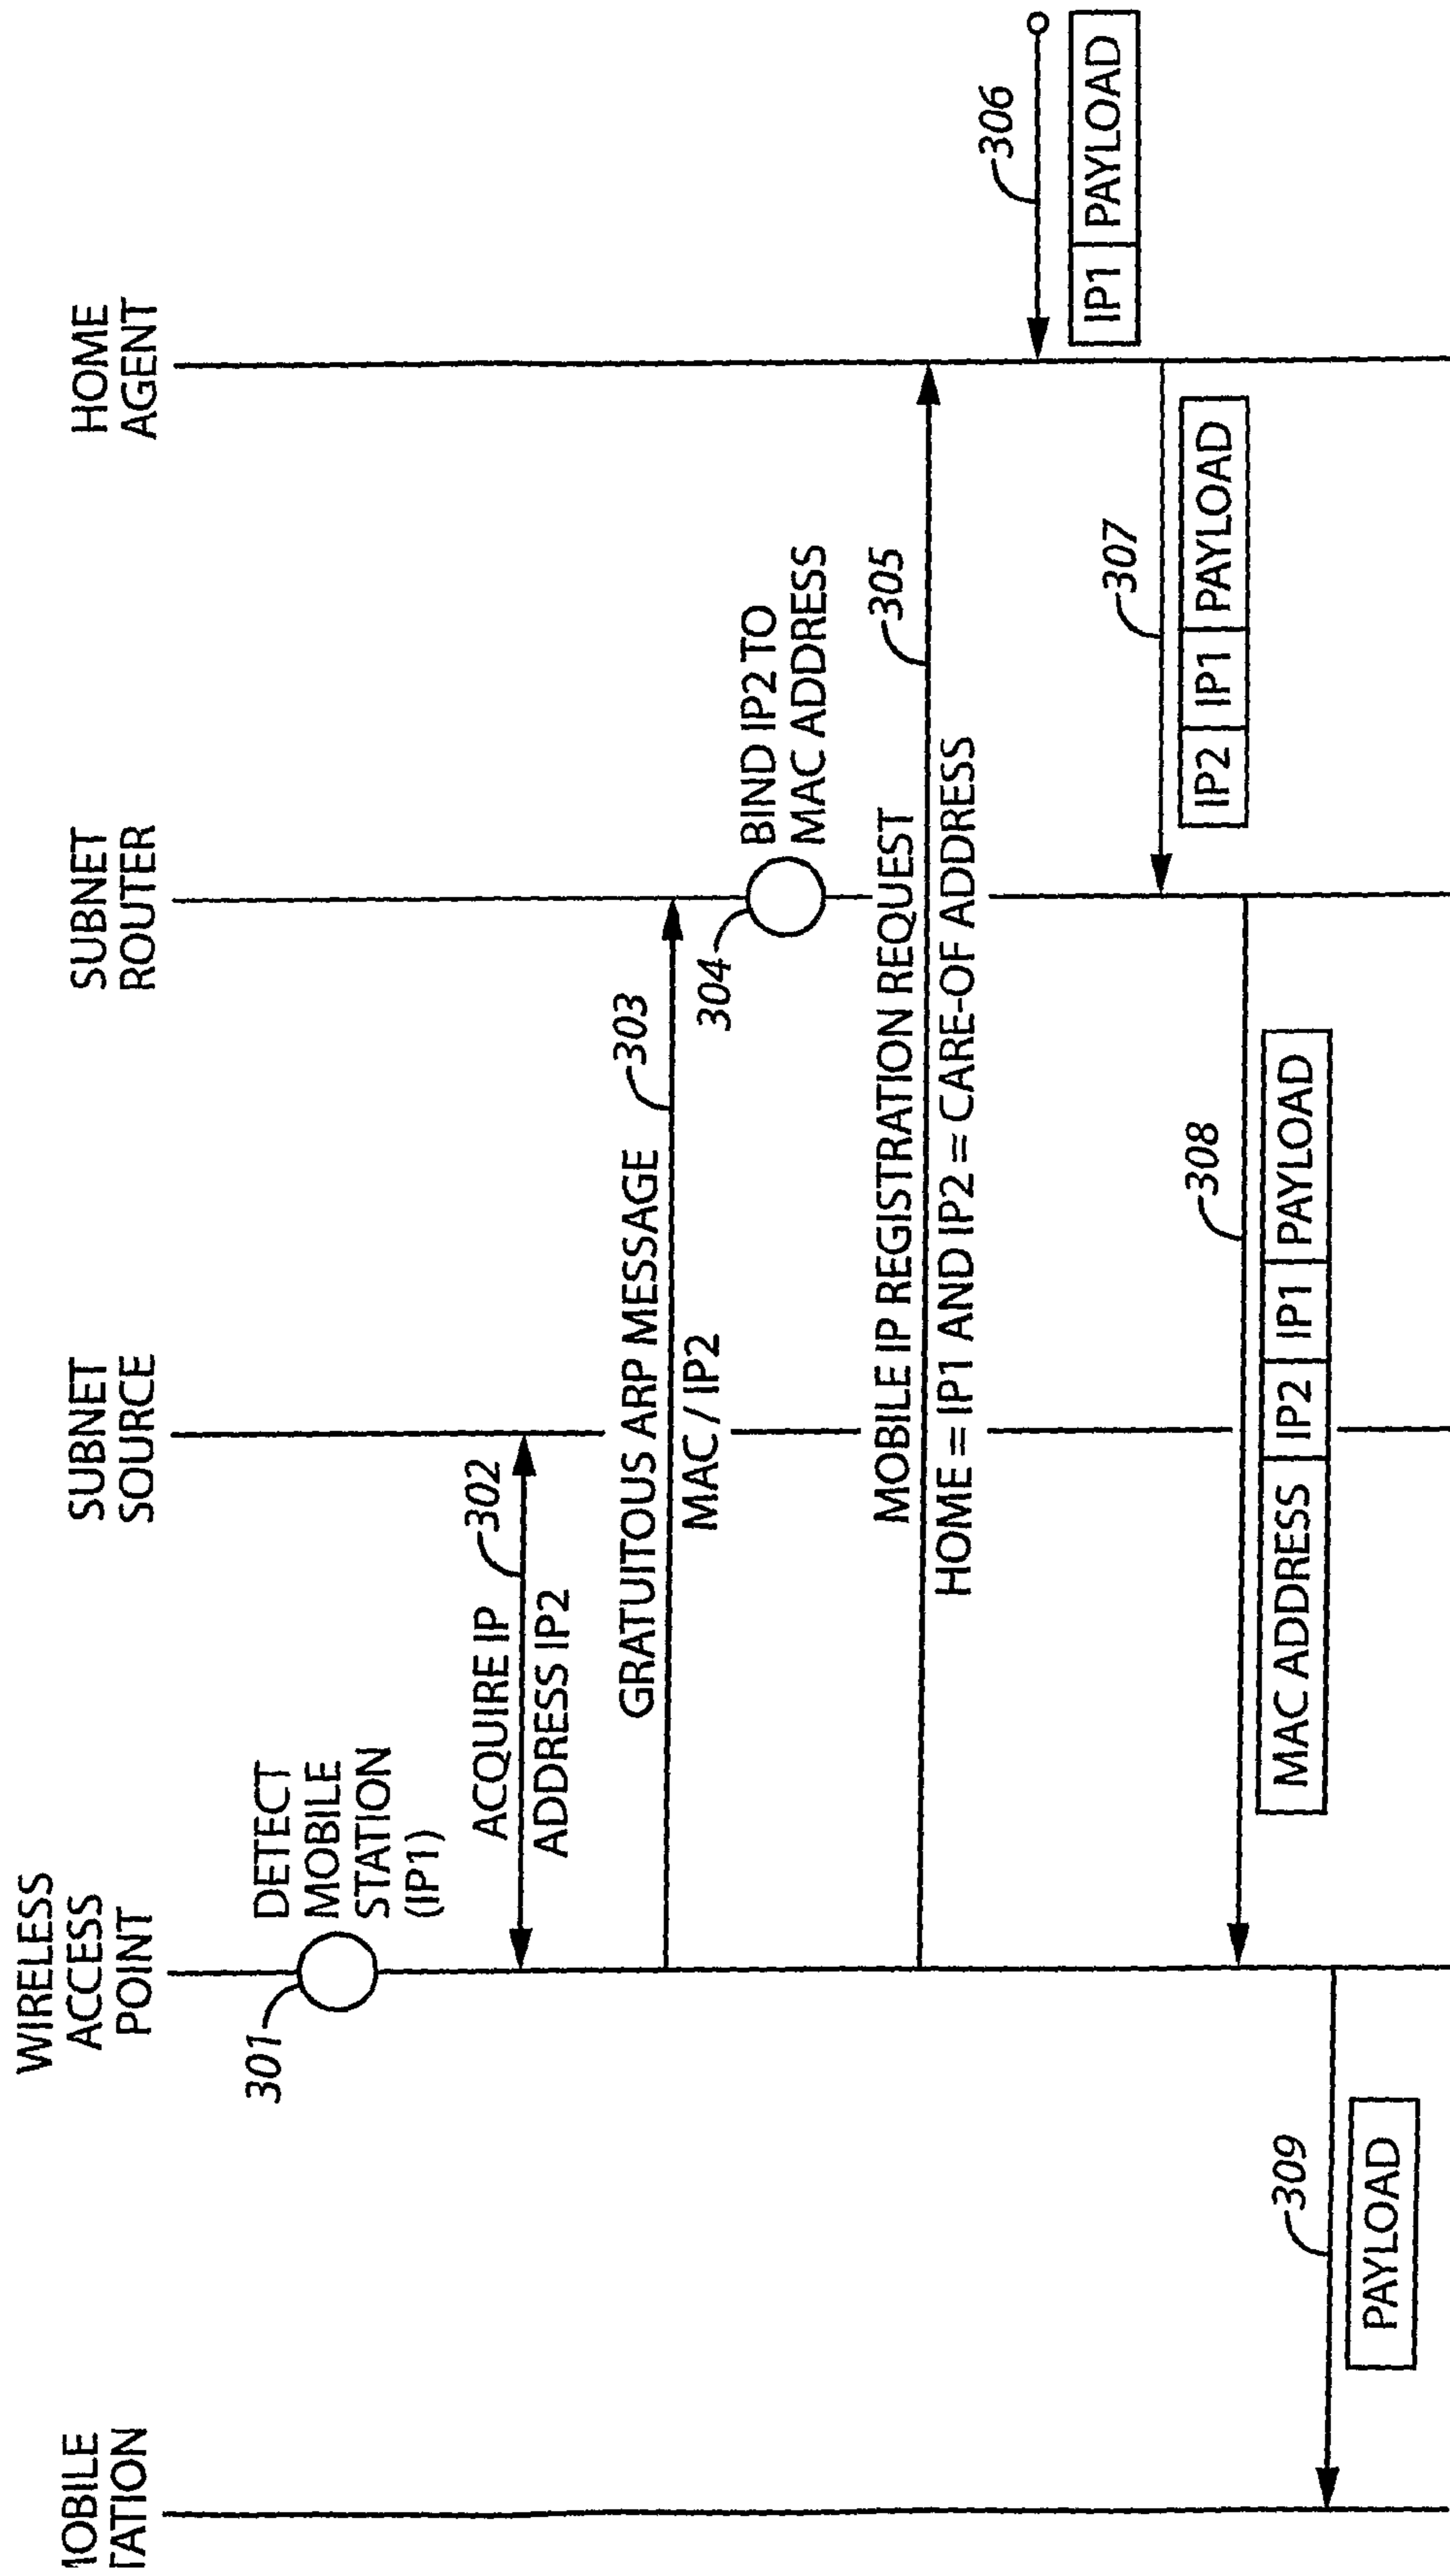 MOBILE
TATION
WIRELESS
ACCESS
POINT
SUBNET
SOURCE
SUBNET
ROUTER
HOME
AGENT
301
DETECT
MOBILE
STATION
(IP1)
302
ACQUIRE IP
ADDRESS IP2
303
GRATUITOUS ARP MESSAGE
MAC / IP2
304
BIND IP2 TO
MAC ADDRESS
305
MOBILE IP REGISTRATION REQUEST
HOME = IP1 AND IP2 = CARE-OF ADDRESS
306
IP1 PAYLOAD
307
IP2 IP1 PAYLOAD
308
MAC ADDRESS IP2 IP1 PAYLOAD
309
PAYLOAD